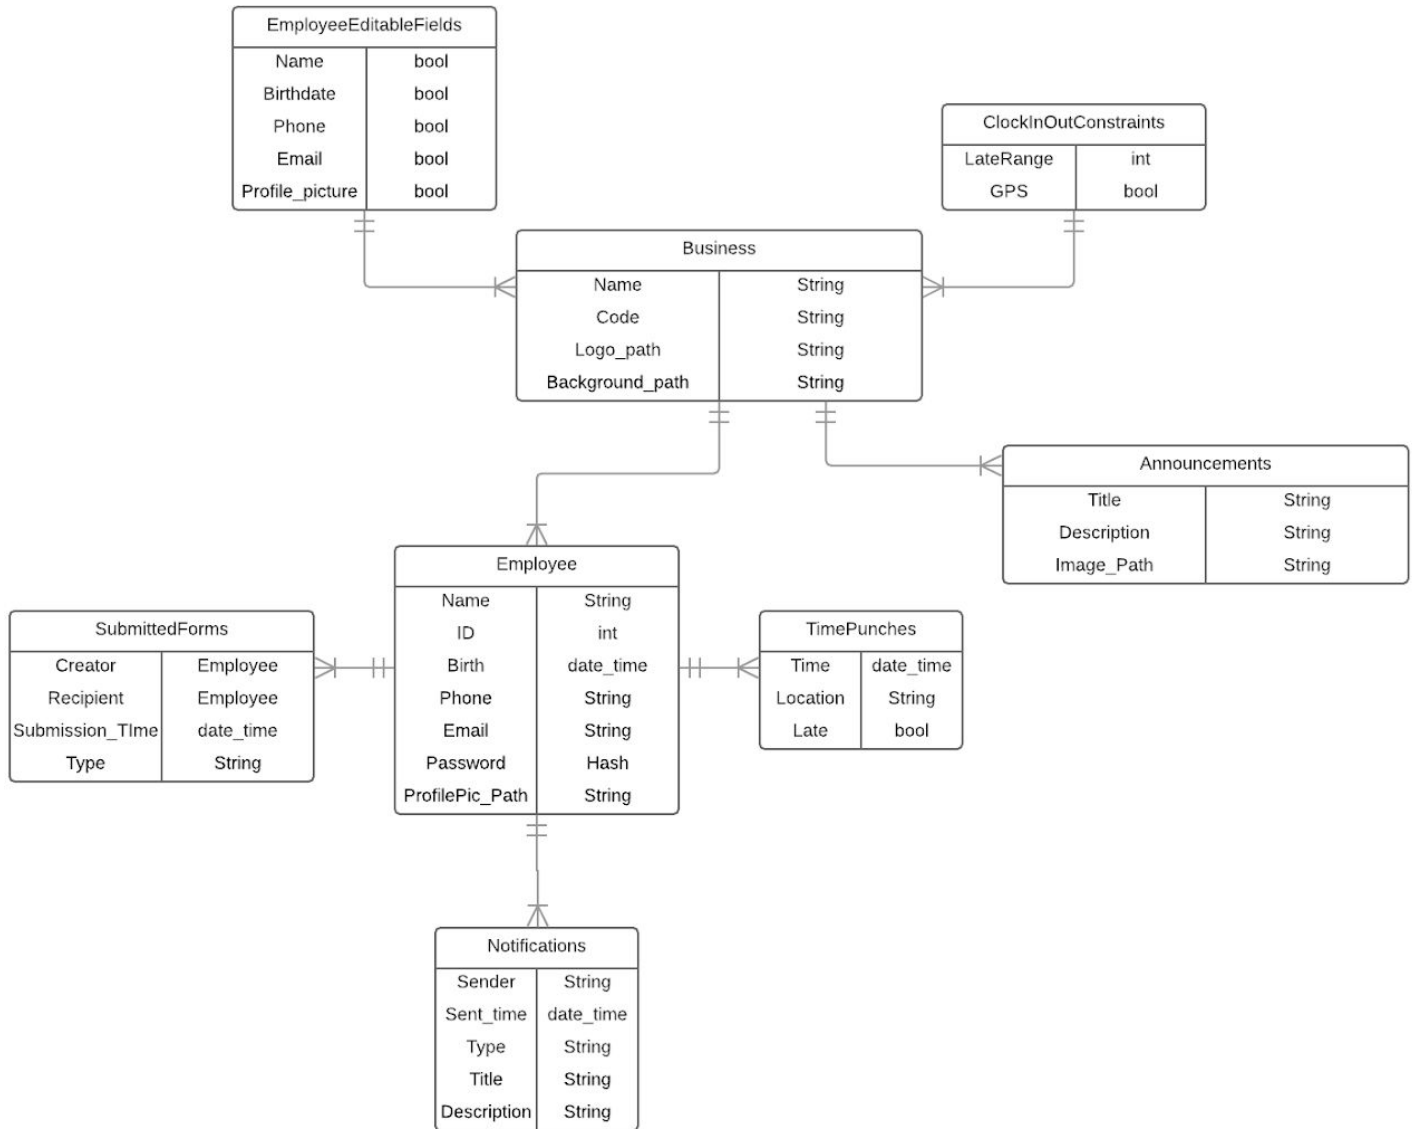 EmployeeEditableFields
Name bool
Birthdate bool
Phone bool
Email bool
Profile_picture bool
ClockInOutConstraints
LateRange int
GPS bool
Business
Name String
Code String
Logo_path String
Background_path String
Announcements
Title String
Description String
Image_Path String
Employee
Name String
ID int
Birth date_time
Phone String
Email String
Password Hash
ProfilePic_Path String
SubmittedForms
Creator Employee
Recipient Employee
Submission_TIme date_time
Type String
TimePunches
Time date_time
Location String
Late bool
Notifications
Sender String
Sent_time date_time
Type String
Title String
Description String